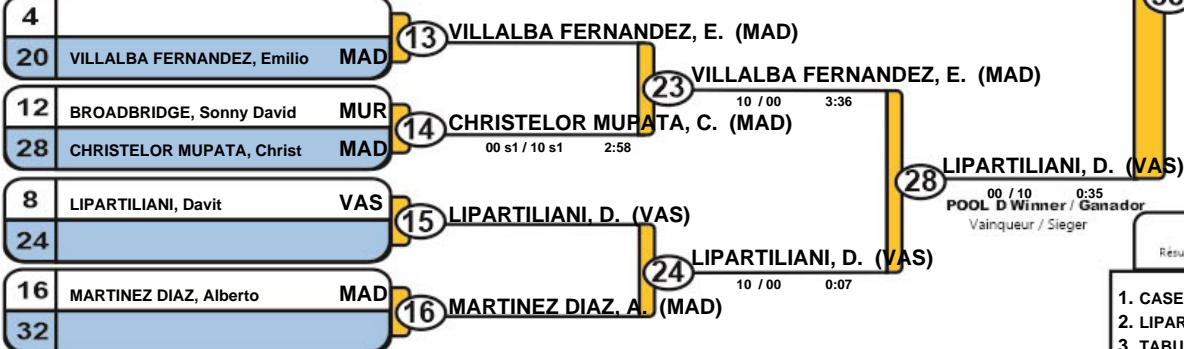 4
20 VILLALBA FERNANDEZ, Emilio MAD
13 VILLALBA FERNANDEZ, E. (MAD)
12 BROADBRIDGE, Sonny David MUR
28 CHRISTELOR MUPATA, Christ MAD
14 CHRISTELOR MUPATA, C. (MAD)
00 s1 / 10 s1 2:58
23 VILLALBA FERNANDEZ, E. (MAD)
10 / 00 3:36
8 LIPARTILIANI, Davit VAS
24
15 LIPARTILIANI, D. (VAS)
16 MARTINEZ DIAZ, Alberto MAD
32
16 MARTINEZ DIAZ, A. (MAD)
24 LIPARTILIANI, D. (VAS)
10 / 00 0:07
28 LIPARTILIANI, D. (VAS)
00 / 10 0:35
POOL D Winner / Ganador
Vainqueur / Sieger
Résu
1. CASE
2. LIPAR
3. TABU